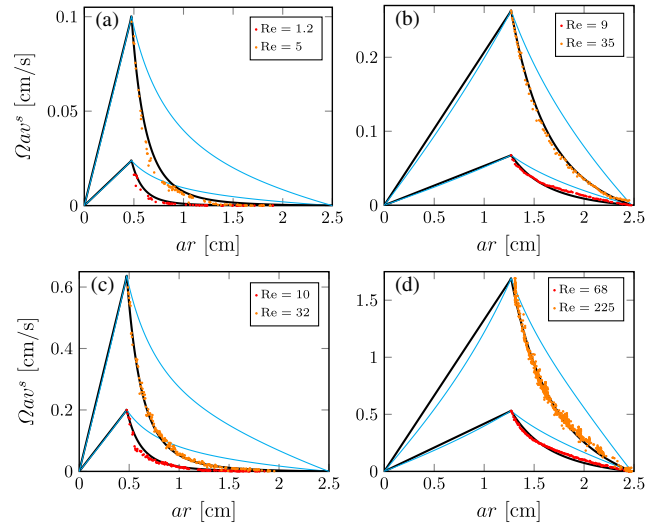 (a)
Re = 1.2
Re = 5
0.1
0.05
0
Ωav^s [cm/s]
0 0.5 1 1.5 2 2.5
ar [cm]
(b)
Re = 9
Re = 35
0.2
0.1
0
0 0.5 1 1.5 2 2.5
ar [cm]
(c)
Re = 10
Re = 32
0.6
0.4
0.2
0
Ωav^s [cm/s]
0 0.5 1 1.5 2 2.5
ar [cm]
(d)
Re = 68
Re = 225
1.5
1
0.5
0
0 0.5 1 1.5 2 2.5
ar [cm]